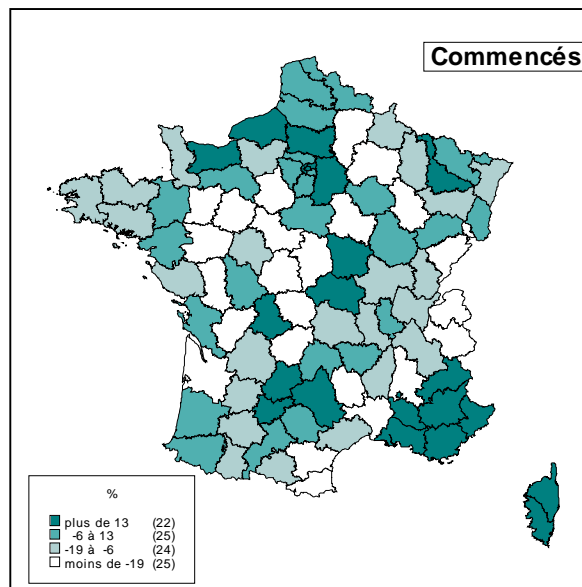 Commencés
%
plus de 13 (22)
-6 à 13 (25)
-19 à -6 (24)
moins de -19 (25)